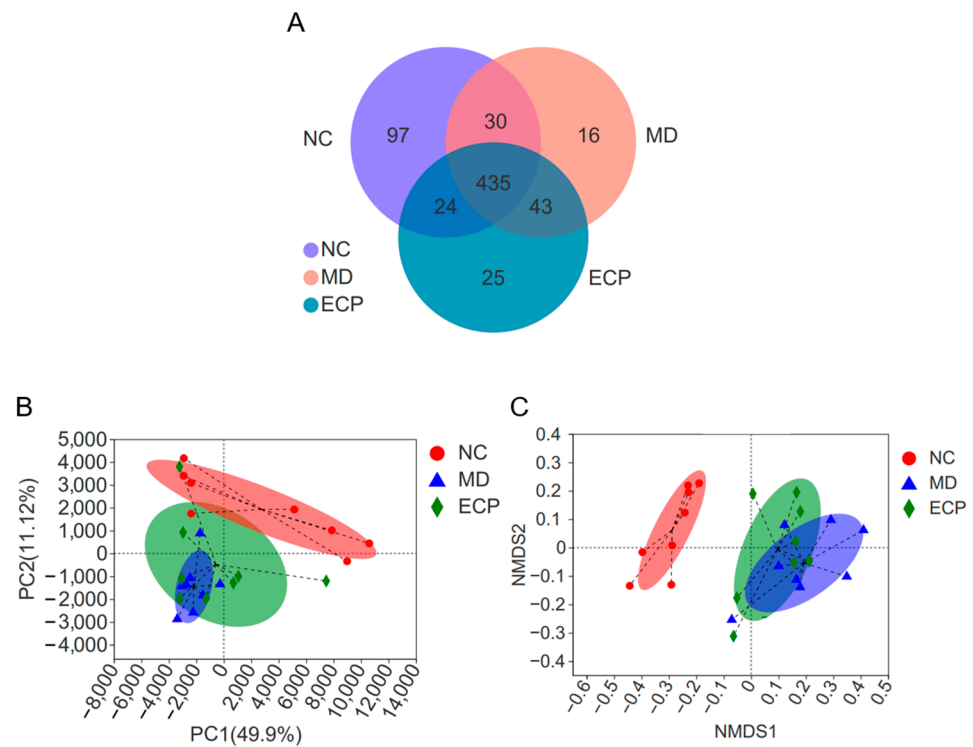 A
NC
97
30
16
MD
435
24
43
25
ECP
NC
MD
ECP
B
PC2(11.12%)
5,000
4,000
3,000
2,000
1,000
0
−1,000
−2,000
−3,000
−4,000
−8,000
−6,000
−4,000
−2,000
0
2,000
4,000
6,000
8,000
10,000
12,000
14,000
PC1(49.9%)
NC
MD
ECP
C
NMDS2
0.4
0.3
0.2
0.1
0
−0.1
−0.2
−0.3
−0.4
−0.6
−0.5
−0.4
−0.3
−0.2
−0.1
0
0.1
0.2
0.3
0.4
0.5
NMDS1
NC
MD
ECP